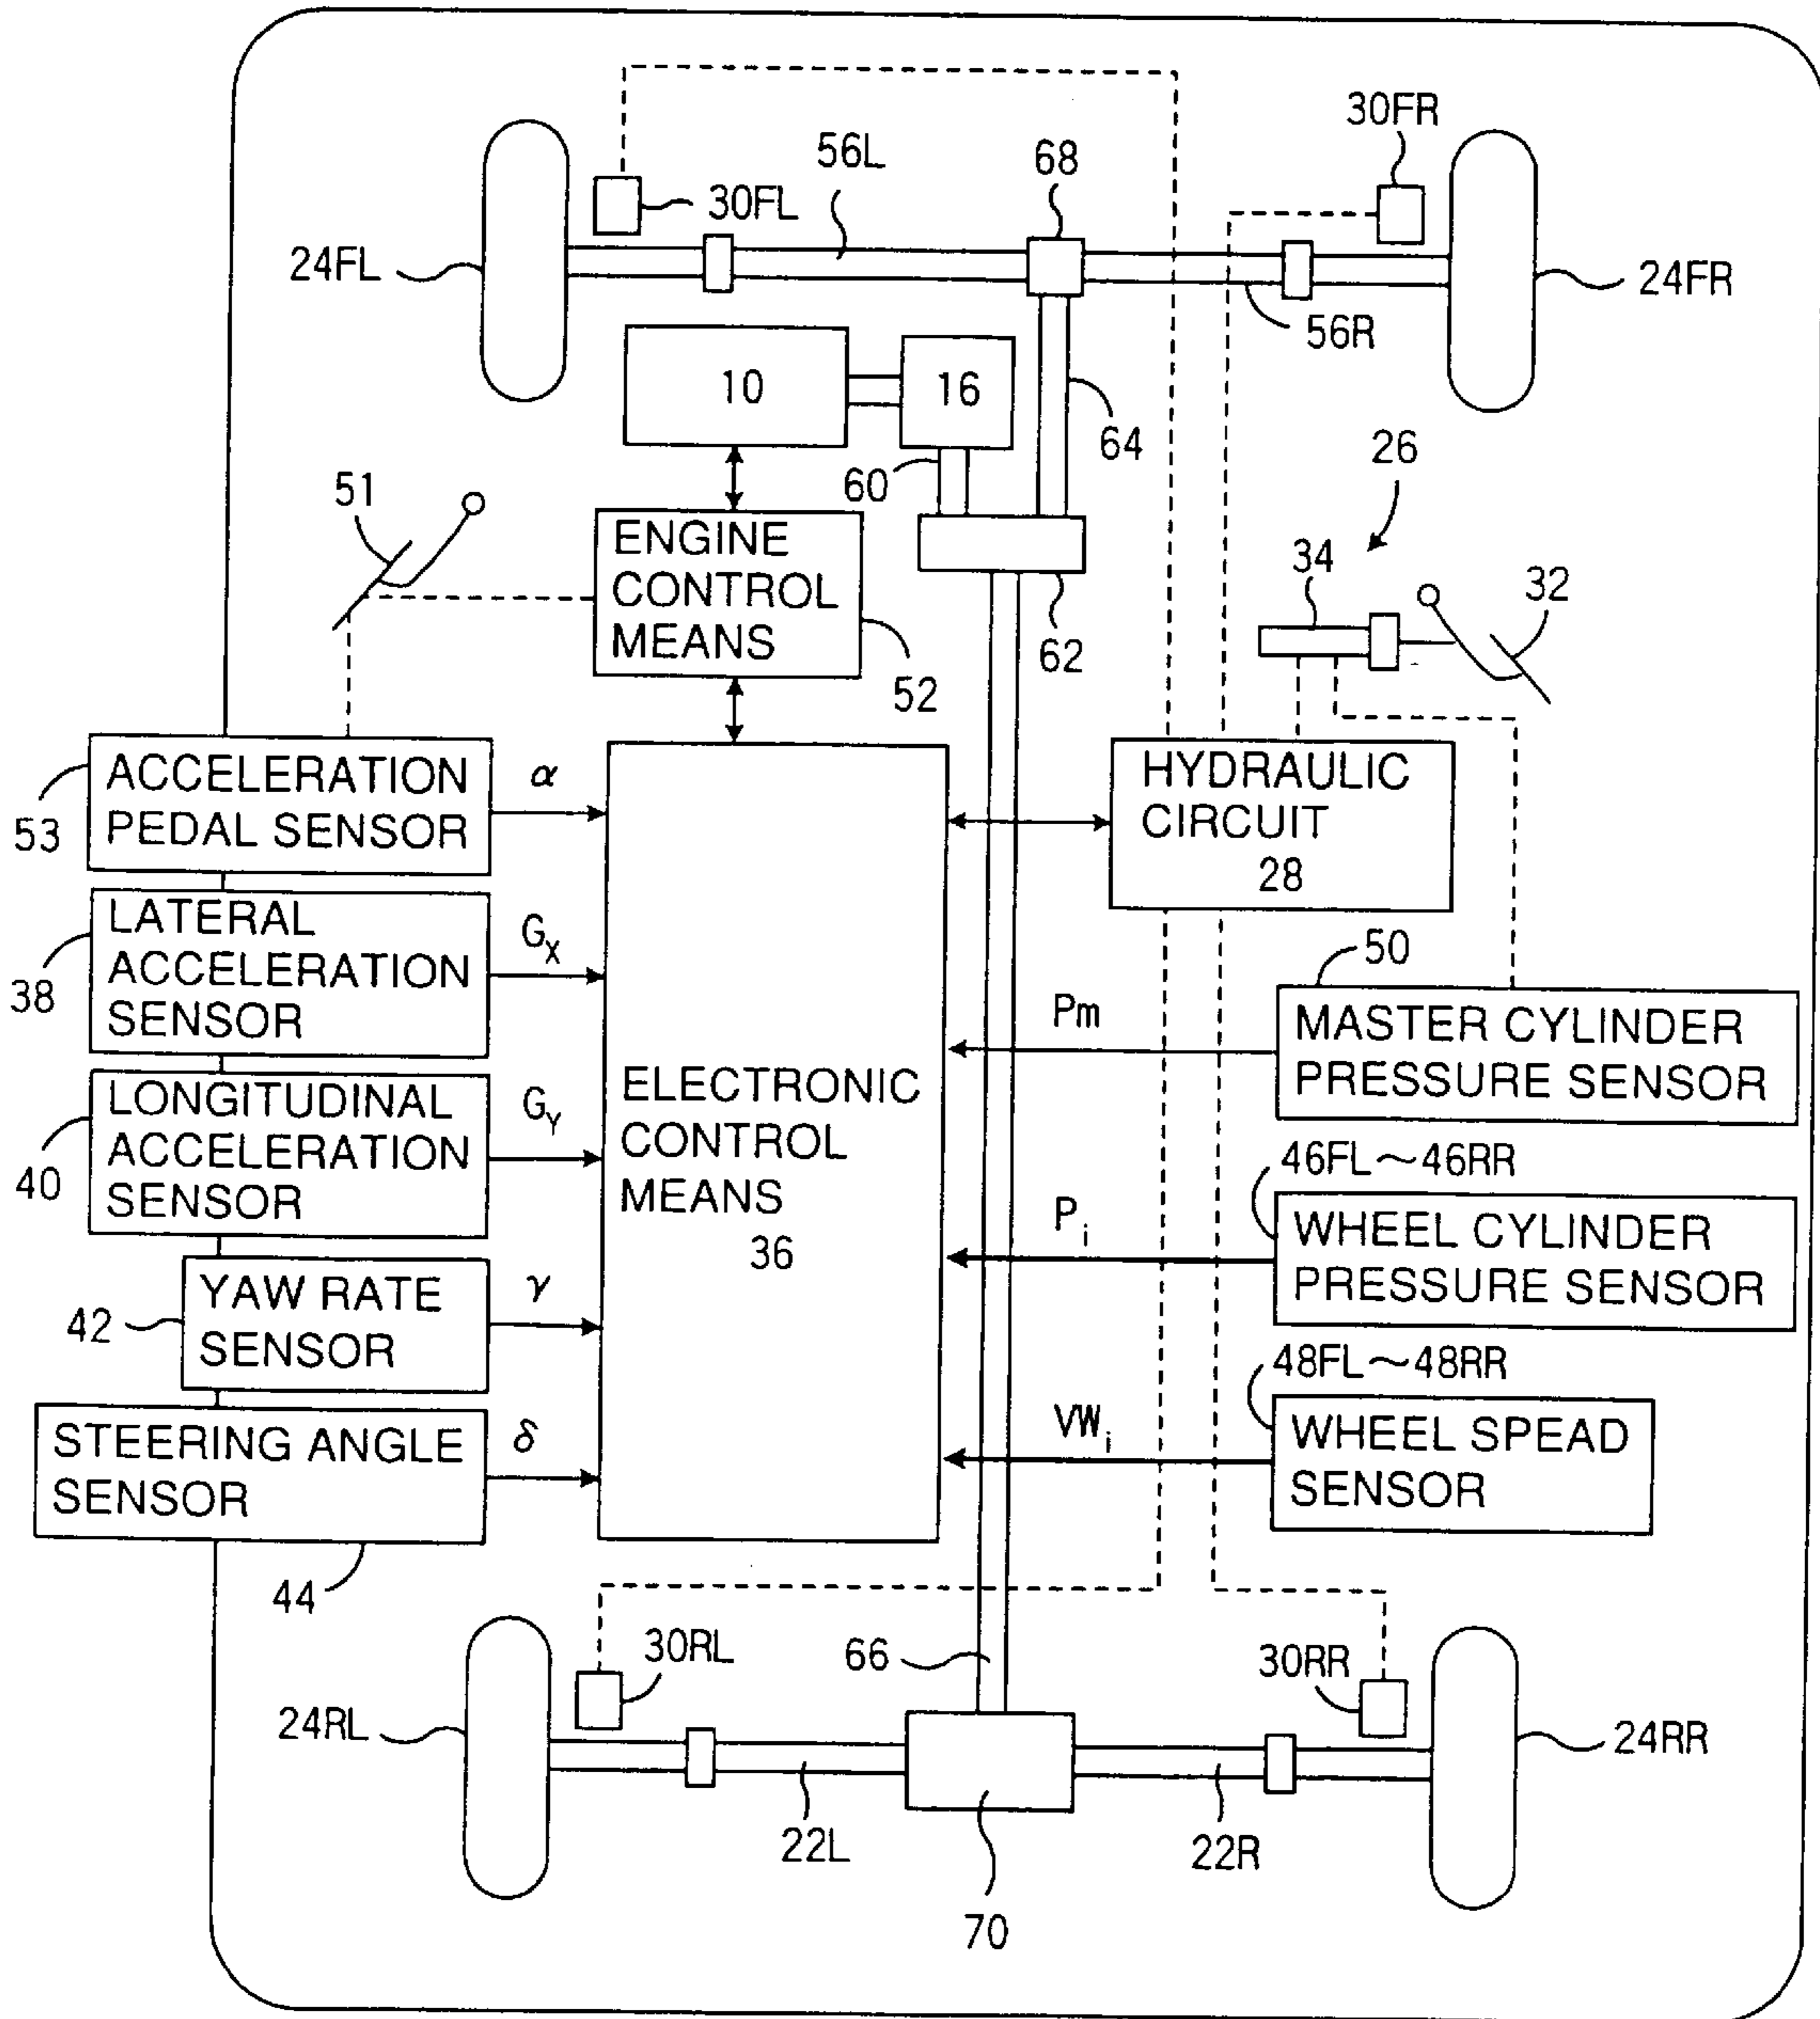 30FR
56L
68
30FL
24FL
24FR
56R
10
16
64
60
26
51
ENGINE
CONTROL
MEANS
34
32
62
52
ACCELERATION
PEDAL SENSOR
α
53
HYDRAULIC
CIRCUIT
28
LATERAL
ACCELERATION
SENSOR
GX
38
50
Pm
MASTER CYLINDER
PRESSURE SENSOR
LONGITUDINAL
ACCELERATION
SENSOR
GY
40
ELECTRONIC
CONTROL
MEANS
36
46FL~46RR
Pi
WHEEL CYLINDER
PRESSURE SENSOR
YAW RATE
SENSOR
γ
42
48FL~48RR
VWi
WHEEL SPEAD
SENSOR
STEERING ANGLE
SENSOR
δ
44
30RL
66
30RR
24RL
24RR
22L
22R
70